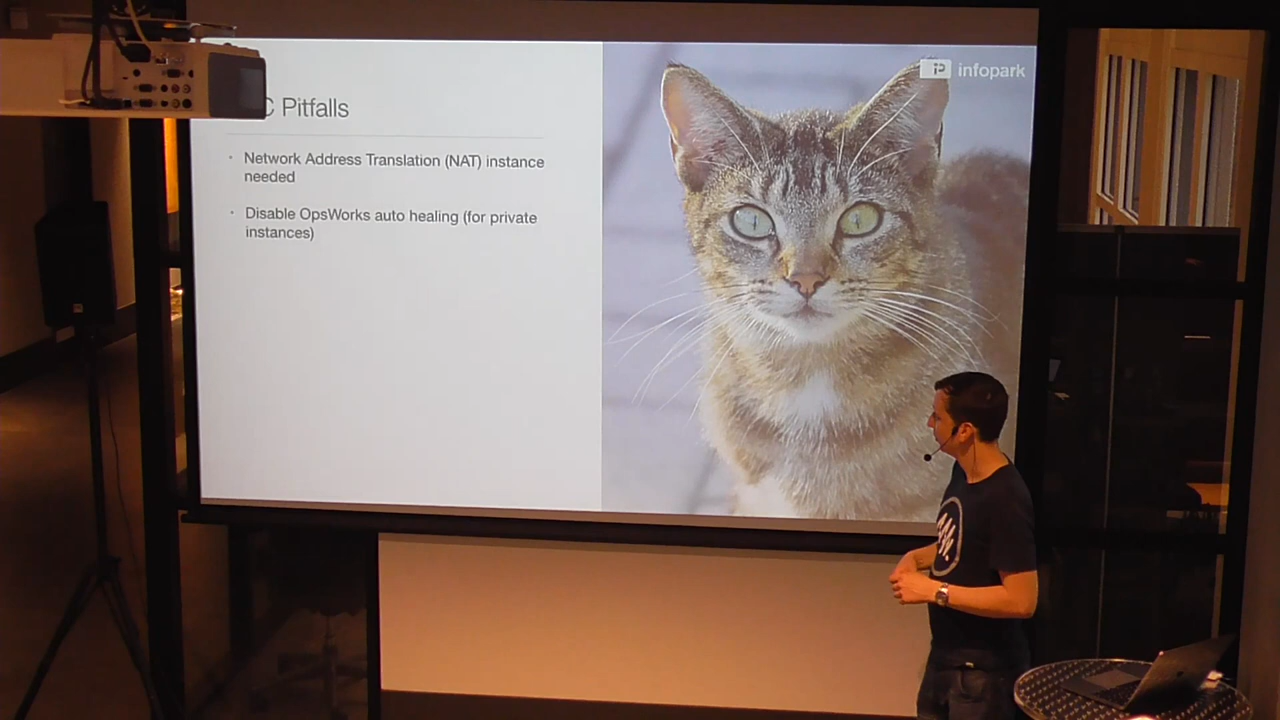 C Pitfalls
infopark
· Network Address Translation (NAT) instance
needed
· Disable OpsWorks auto healing (for private
instances)